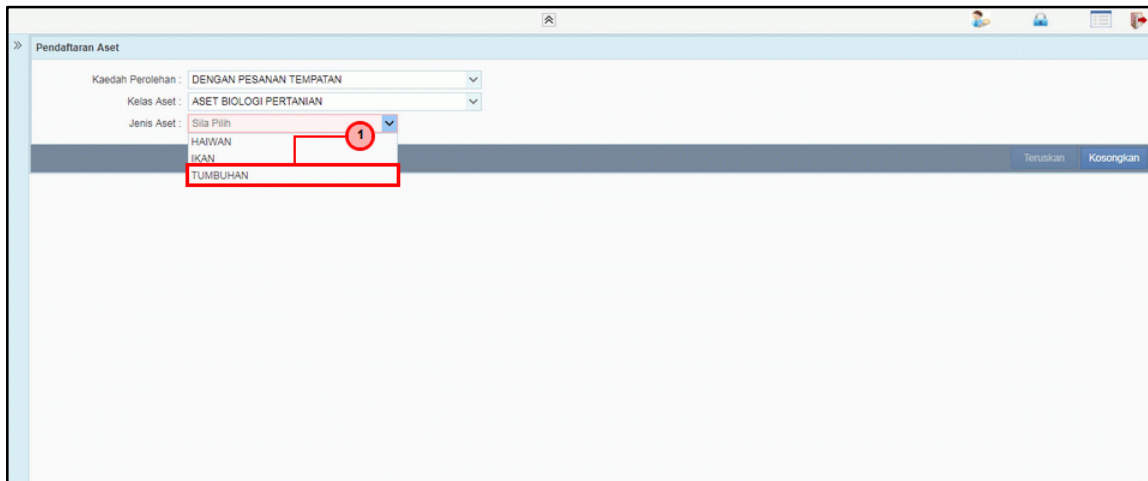 Pendaftaran Aset
Kaedah Perolehan : DENGAN PESANAN TEMPATAN
Kelas Aset : ASET BIOLOGI PERTANIAN
Jenis Aset : Sila Pilih
1
HAIWAN
IKAN
TUMBUHAN
Teruskan Kosongkan